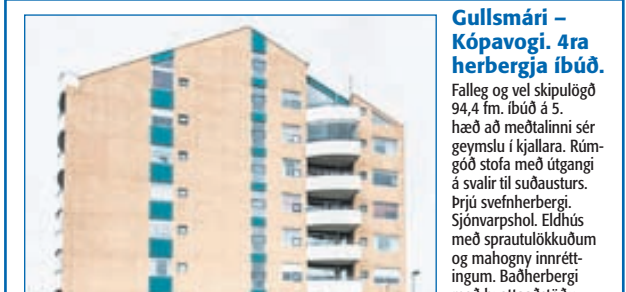 Gullsmári –
Kópavogi. 4ra
herbergja íbúð.
Falleg og vel skipulögð
94,4 fm. íbúð á 5.
hæð að meðtalinni sér
geymslu í kjallara. Rúm-
góð stofa með útgangi
á svalir til suðausturs.
Þrjú svefnherbergi.
Sjónvarpshol. Eldhús
með sprautulökkuðum
og mahogny innrétt-
ingum. Baðherbergi